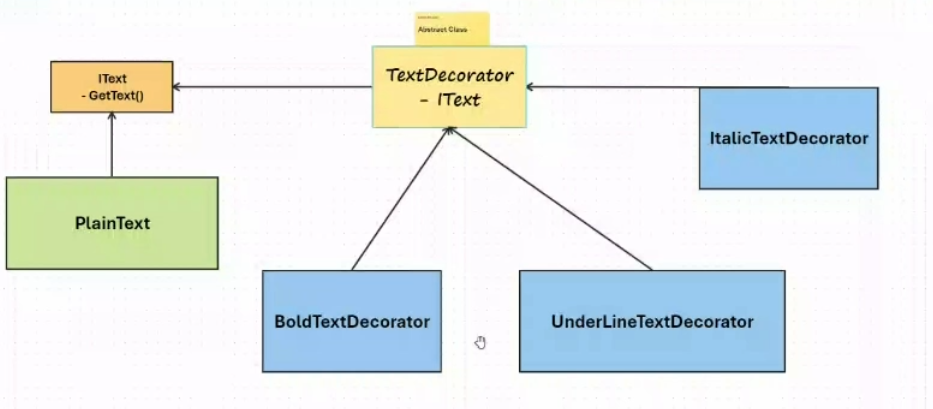 Abstract Class
IText
- GetText()
TextDecorator
- IText
ItalicTextDecorator
PlainText
BoldTextDecorator
UnderLineTextDecorator